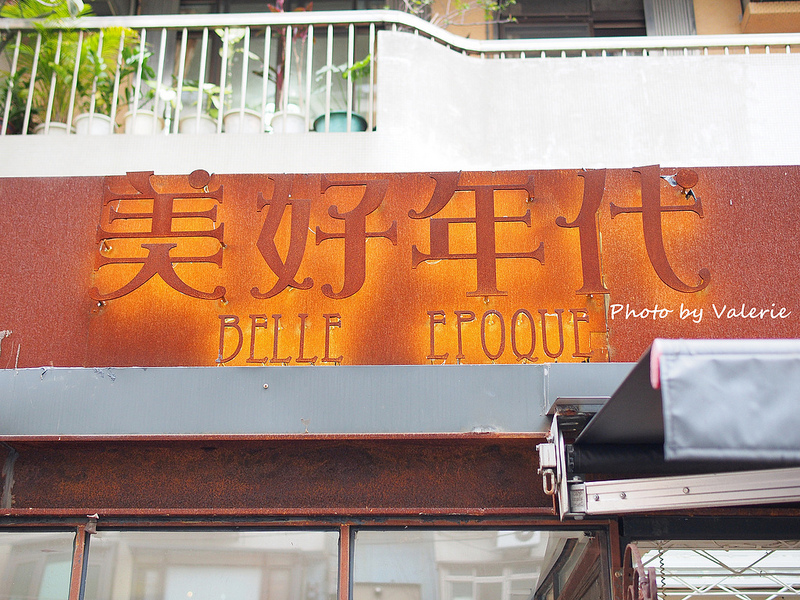 美好年代
BELLE EPOQUE
Photo by Valerie